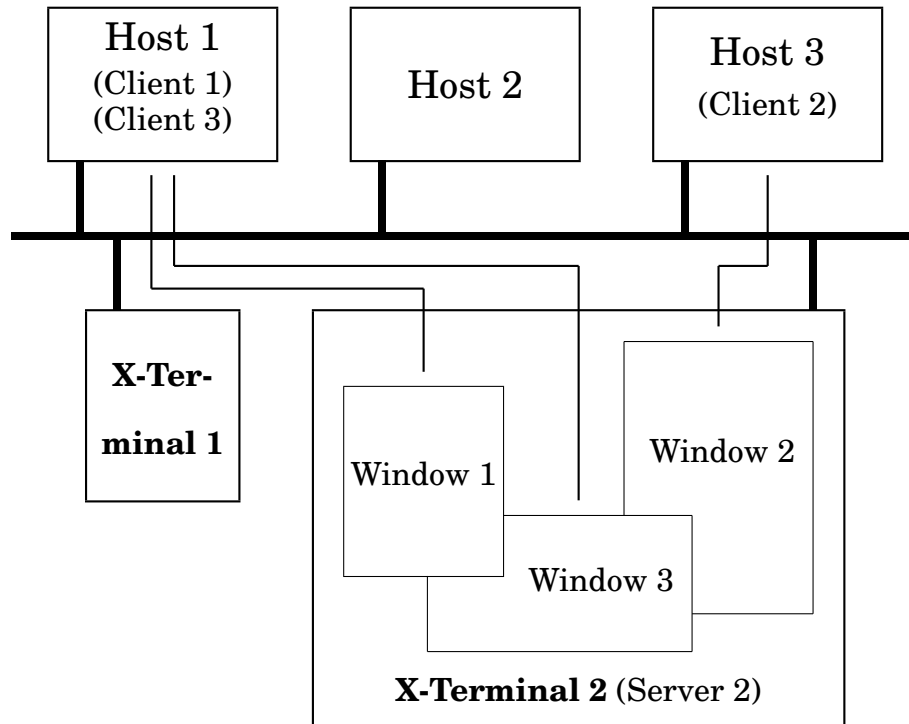 Host 1
(Client 1)
(Client 3)
Host 2
Host 3
(Client 2)
X-Ter-
minal 1
Window 1
Window 2
Window 3
X-Terminal 2 (Server 2)